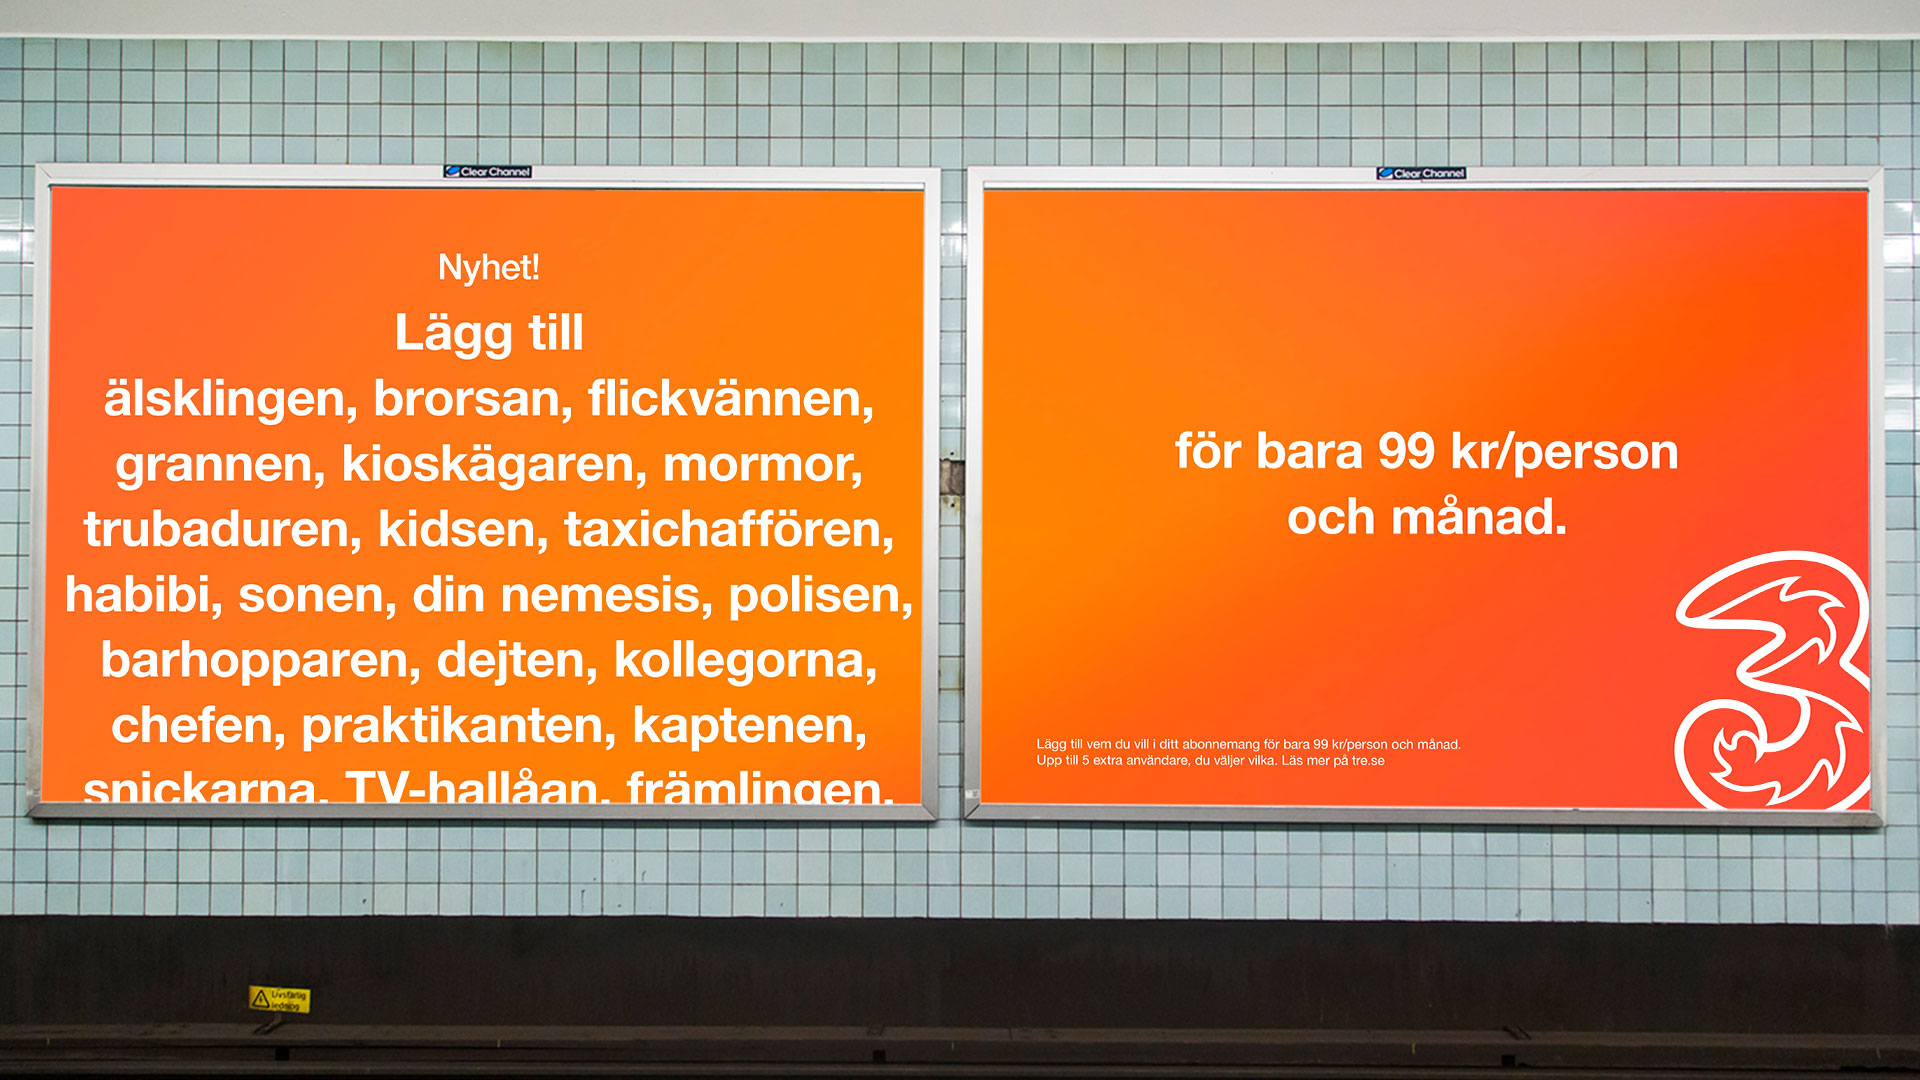 Clear Channel
Nyhet!
Lägg till
älsklingen, brorsan, flickvännen,
grannen, kioskägaren, mormor,
trubaduren, kidsen, taxichaffören,
habibi, sonen, din nemesis, polisen,
barhopparen, dejten, kollegorna,
chefen, praktikanten, kaptenen,
snickarna, TV-hallåan, främlingen,
Clear Channel
för bara 99 kr/person
och månad.
Lägg till vem du vill i ditt abonnemang för bara 99 kr/person och månad.
Upp till 5 extra användare, du väljer vilka. Läs mer på tre.se
3
Livsfarlig
ledning